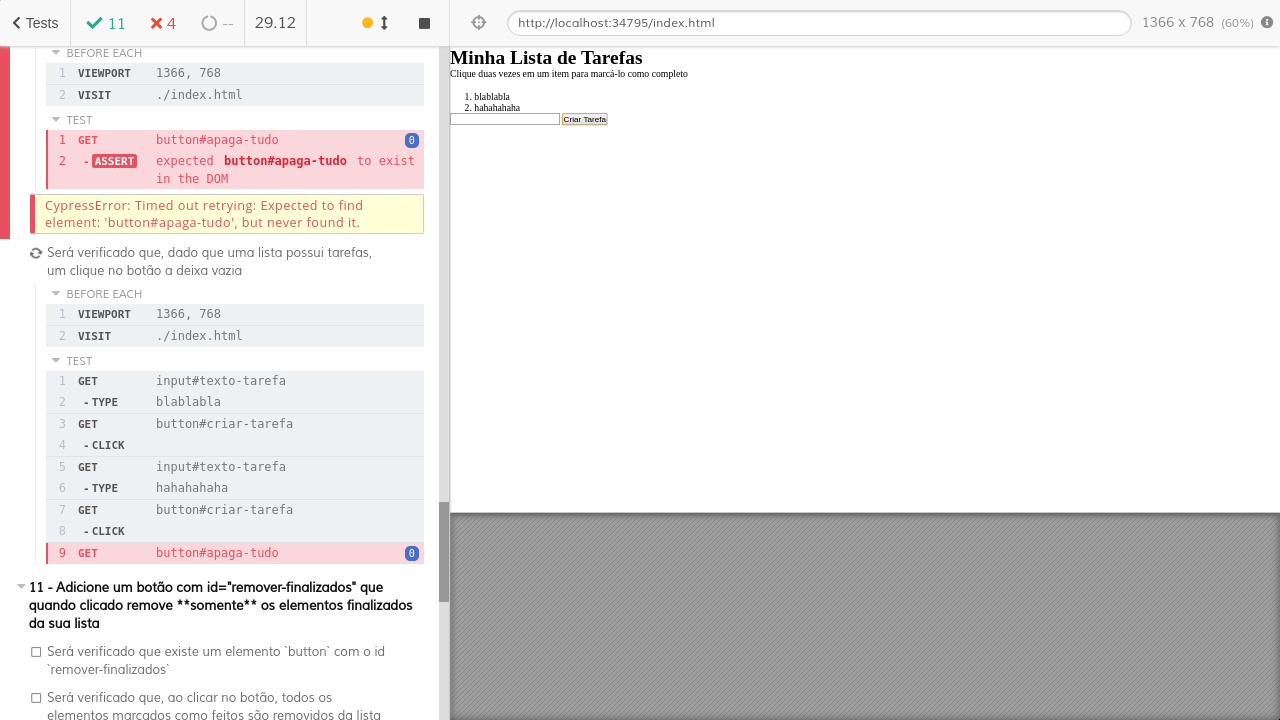 Tests
11
4
--
29.12
http://localhost:34795/index.html
1366 x 768 (60%)
BEFORE EACH
1 VIEWPORT 1366, 768
2 VISIT ./index.html
TEST
1 GET button#apaga-tudo 0
2 -ASSERT expected button#apaga-tudo to exist
in the DOM
CypressError: Timed out retrying: Expected to find
element: 'button#apaga-tudo', but never found it.
Será verificado que, dado que uma lista possui tarefas,
um clique no botão a deixa vazia
BEFORE EACH
1 VIEWPORT 1366, 768
2 VISIT ./index.html
TEST
1 GET input#texto-tarefa
2 -TYPE blablabla
3 GET button#criar-tarefa
4 -CLICK
5 GET input#texto-tarefa
6 -TYPE hahahahaha
7 GET button#criar-tarefa
8 -CLICK
9 GET button#apaga-tudo 0
11 - Adicione um botão com id="remover-finalizados" que
quando clicado remove **somente** os elementos finalizados
da sua lista
Será verificado que existe um elemento `button` com o id
`remover-finalizados`
Será verificado que, ao clicar no botão, todos os
elementos marcados como feitos são removidos da lista
Minha Lista de Tarefas
Clique duas vezes em um item para marcá-lo como completo
1. blablabla
2. hahahahaha
Criar Tarefa